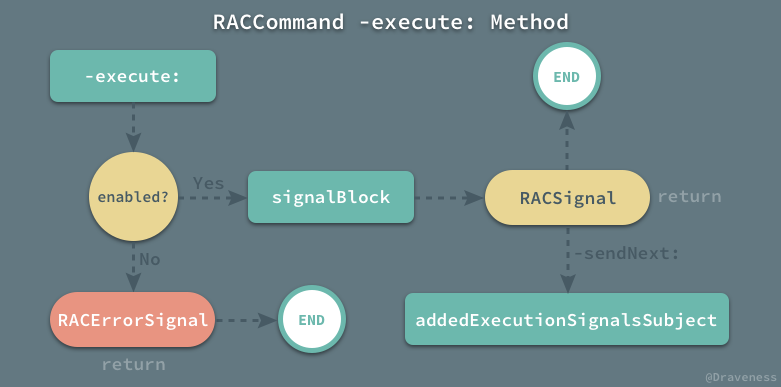 RACCommand -execute: Method
-execute:
END
enabled?
Yes
signalBlock
RACSignal
return
No
-sendNext:
RACErrorSignal
END
addedExecutionSignalsSubject
return
@Draveness